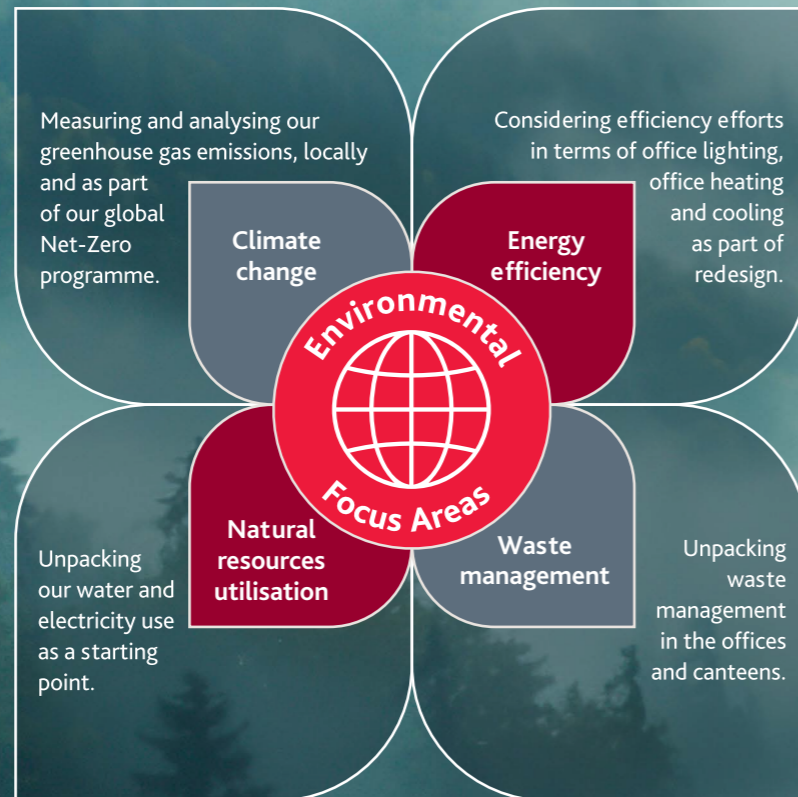 Measuring and analysing our
greenhouse gas emissions, locally
and as part
of our global
Net-Zero
programme.
Climate
change
Considering efficiency efforts
in terms of office lighting,
office heating
and cooling
as part of
redesign.
Energy
efficiency
Environmental
Focus Areas
Natural
resources
utilisation
Unpacking
our water and
electricity use
as a starting
point.
Waste
management
Unpacking
waste
management
in the offices
and canteens.